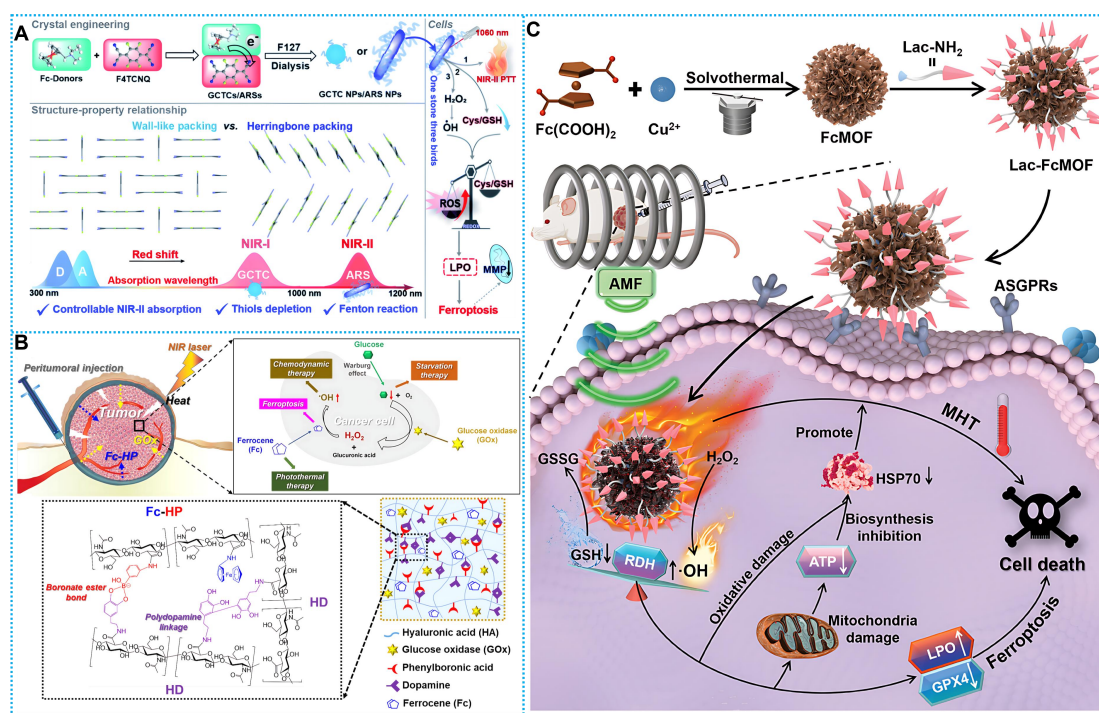 A
Crystal engineering
Fc-Donors
+
F4TCNQ
e⁻
GCTCs/ARSs
F127
Dialysis
or
GCTC NPs/ARS NPs
Structure-property relationship
Wall-like packing vs. Herringbone packing
Red shift
Absorption wavelength
D
A
NIR-I
GCTC
NIR-II
ARS
300 nm
1000 nm
1200 nm
✓ Controllable NIR-II absorption ✓ Thiols depletion ✓ Fenton reaction
Cells
1060 nm
One stone three birds
1
2
3
NIR-II PTT
H₂O₂
·OH
Cys/GSH
Cys/GSH
ROS
REDOX
LPO
MMP↓
Ferroptosis
B
NIR laser
Peritumoral injection
Heat
Tumor
GOx
Fc-HP
Glucose
Warburg
effect
Chemodynamic
therapy
Starvation
therapy
·OH ↑
↓ + O₂
Ferroptosis
Cancer cell
Ferrocene
(Fc)
H₂O₂
+
Glucuronic acid
Glucose oxidase
(GOx)
Photothermal
therapy
Fc-HP
Boronate ester
bond
Polydopamine
linkage
HD
HD
Hyaluronic acid (HA)
Glucose oxidase (GOx)
Phenylboronic acid
Dopamine
Ferrocene (Fc)
C
Fc(COOH)₂
+
Cu²⁺
Solvothermal
FcMOF
Lac-NH₂
Lac-FcMOF
AMF
ASGPRs
GSSG
H₂O₂
GSH↓
RDH
↑·OH
MHT
Promote
HSP70↓
Biosynthesis
inhibition
ATP↓
Oxidative damage
Mitochondria
damage
Cell death
Ferroptosis
LPO↑
GPX4↓